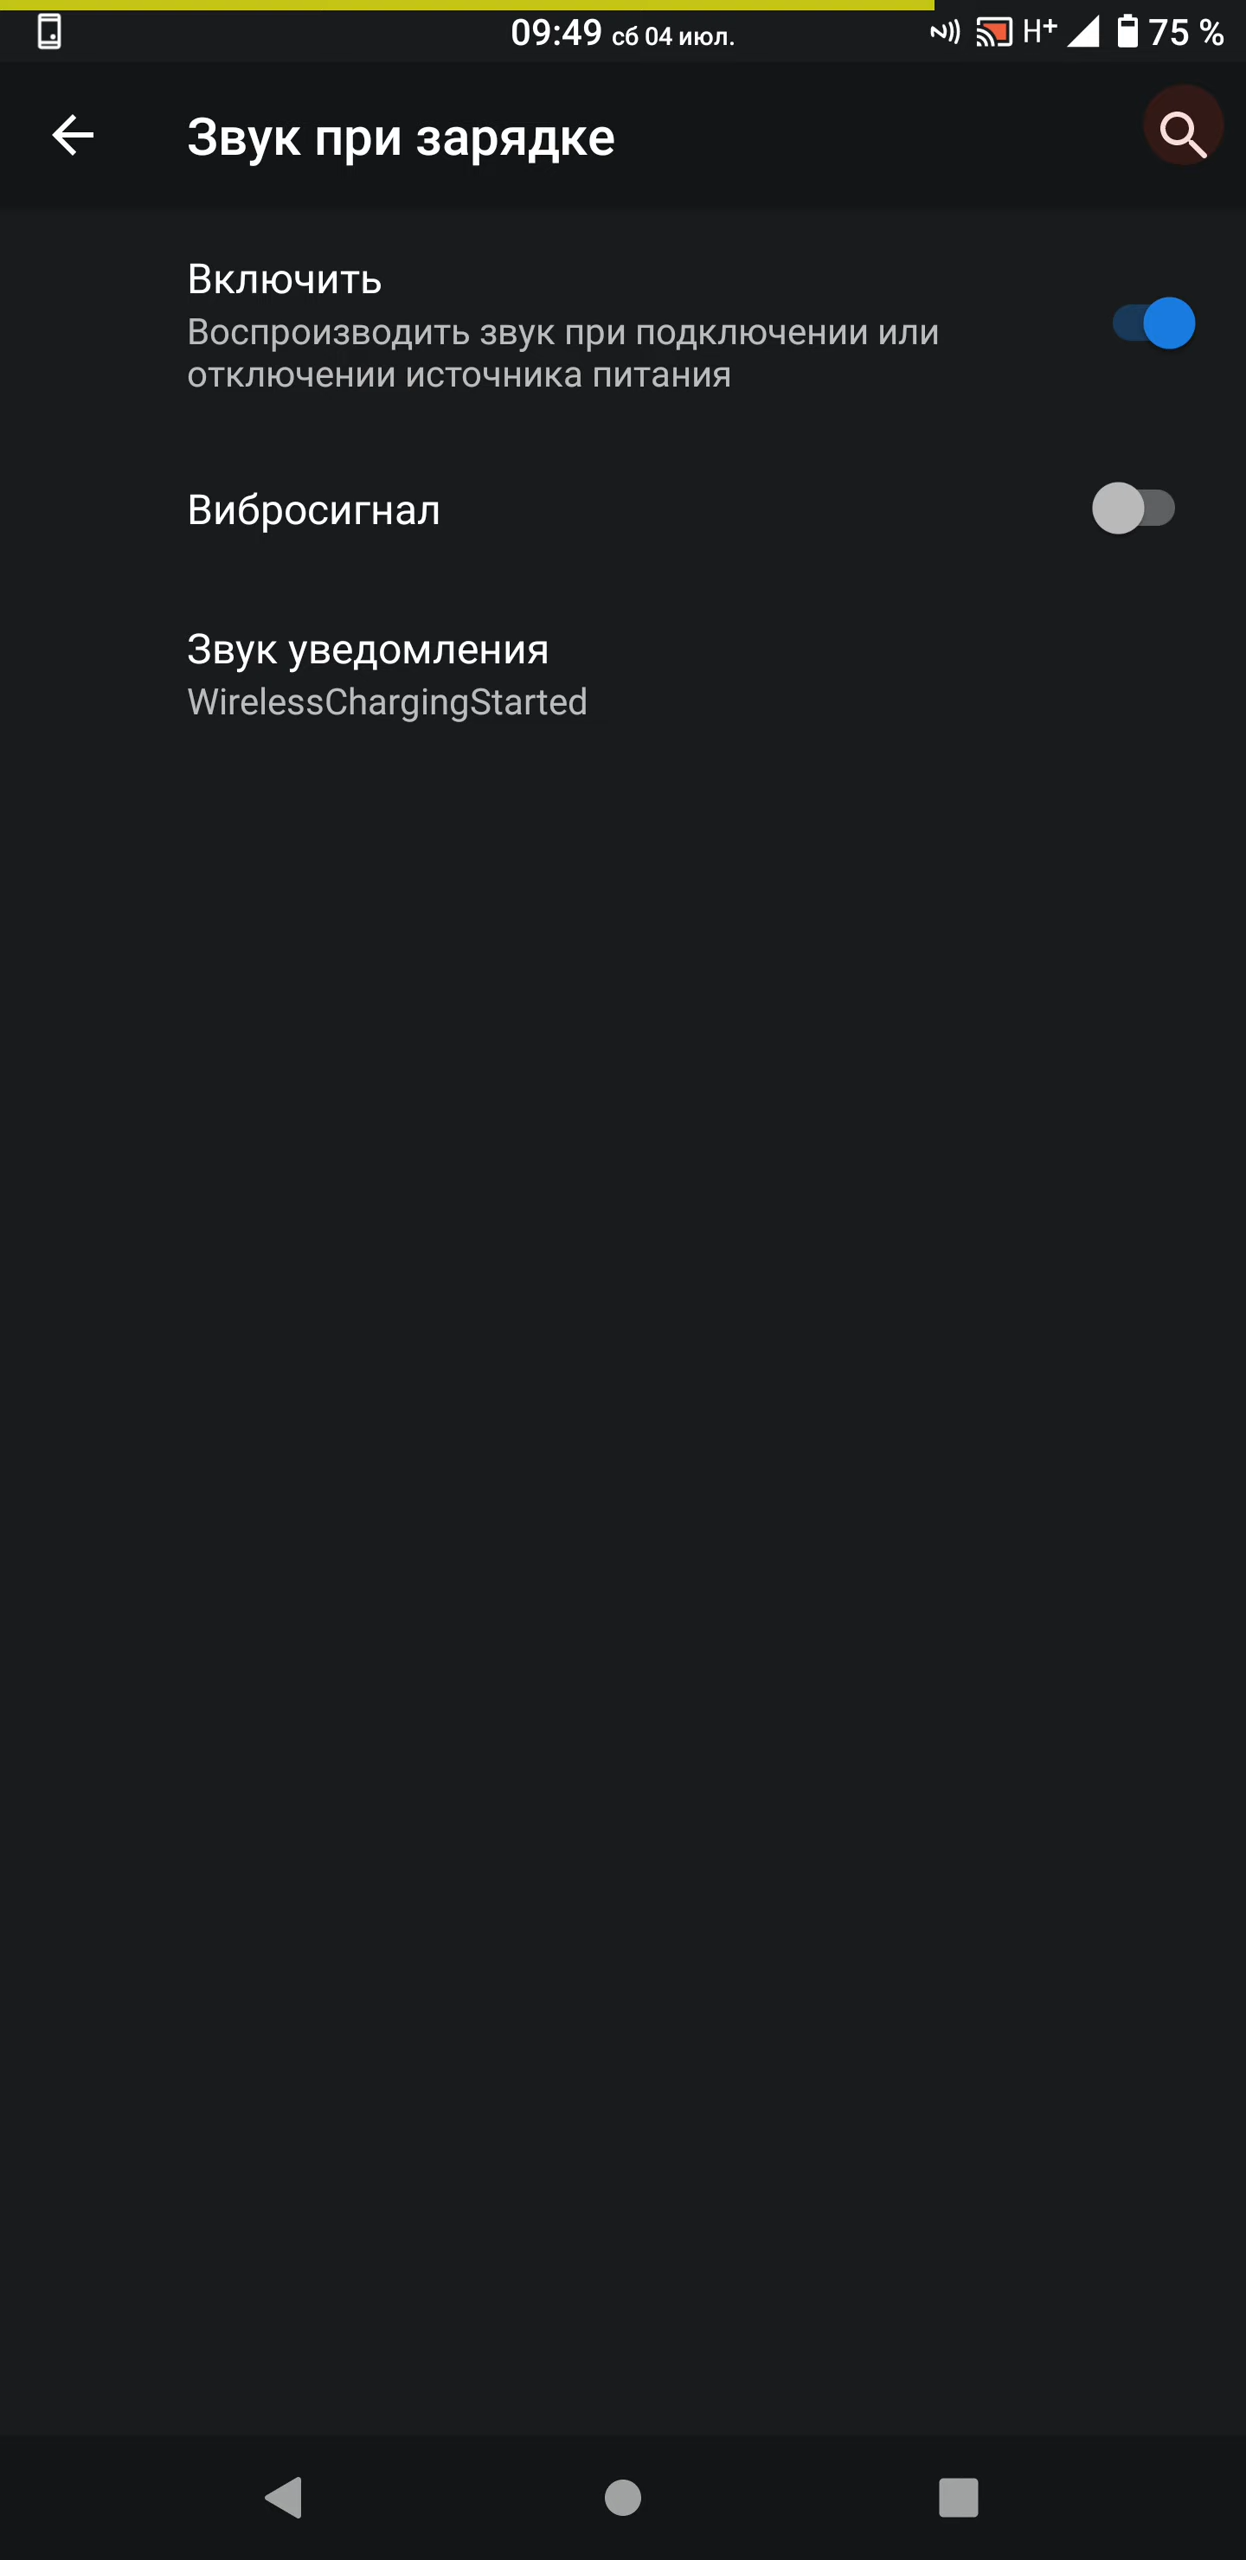 09:49 сб 04 июл.
H+
75 %
Звук при зарядке
Включить
Воспроизводить звук при подключении или
отключении источника питания
Вибросигнал
Звук уведомления
WirelessChargingStarted